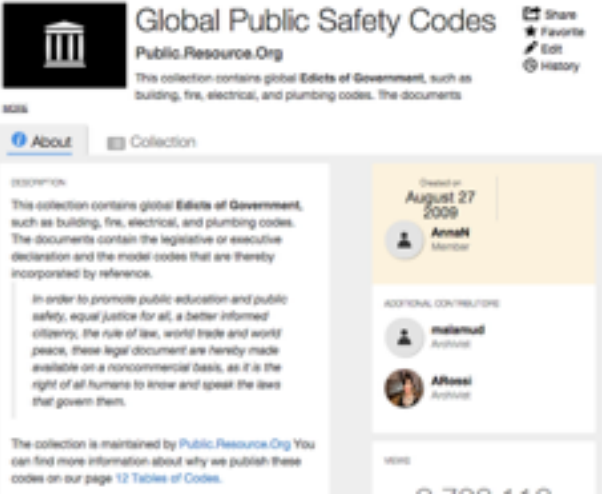 Global Public Safety Codes
Public.Resource.Org
This collection contains global Edicts of Government, such as
building, fire, electrical, and plumbing codes. The documents
MORE
Share
Favorite
Edit
History
About
Collection
DESCRIPTION
This collection contains global Edicts of Government,
such as building, fire, electrical, and plumbing codes.
The documents contain the legislative or executive
declaration and the model codes that are thereby
incorporated by reference.
In order to promote public education and public
safety, equal justice for all, a better informed
citizenry, the rule of law, world trade and world
peace, these legal document are hereby made
available on a noncommercial basis, as it is the
right of all humans to know and speak the laws
that govern them.
The collection is maintained by Public.Resource.Org You
can find more information about why we publish these
codes on our page 12 Tables of Codes.
Created on
August 27
2009
AnnaN
Member
ADDITIONAL CONTRIBUTORS
malamud
Archivist
ARossi
Archivist
VIEWS